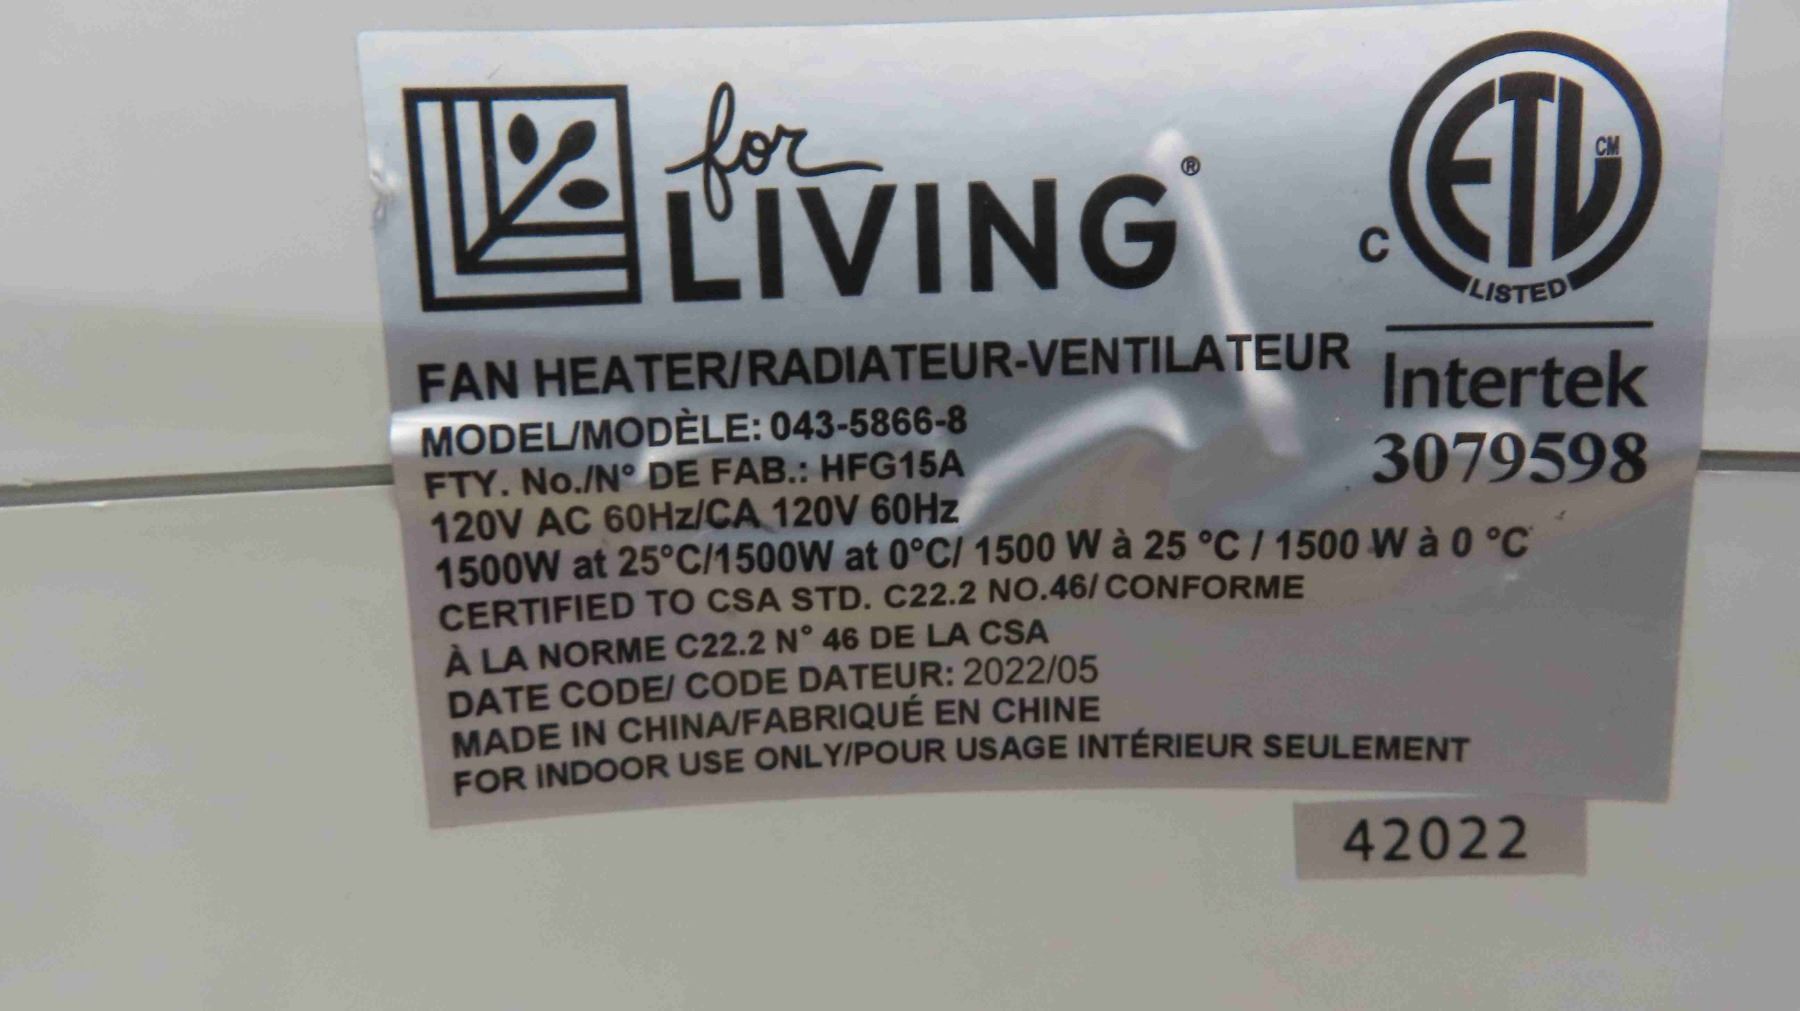 for
LIVING®
C ETL CM
LISTED
Intertek
3079598
FAN HEATER/RADIATEUR-VENTILATEUR
MODEL/MODÈLE: 043-5866-8
FTY. No./N° DE FAB.: HFG15A
120V AC 60Hz/CA 120V 60Hz
1500W at 25°C/1500W at 0°C/ 1500 W à 25 °C / 1500 W à 0 °C
CERTIFIED TO CSA STD. C22.2 NO.46/ CONFORME
À LA NORME C22.2 N° 46 DE LA CSA
DATE CODE/ CODE DATEUR: 2022/05
MADE IN CHINA/FABRIQUÉ EN CHINE
FOR INDOOR USE ONLY/POUR USAGE INTÉRIEUR SEULEMENT
42022